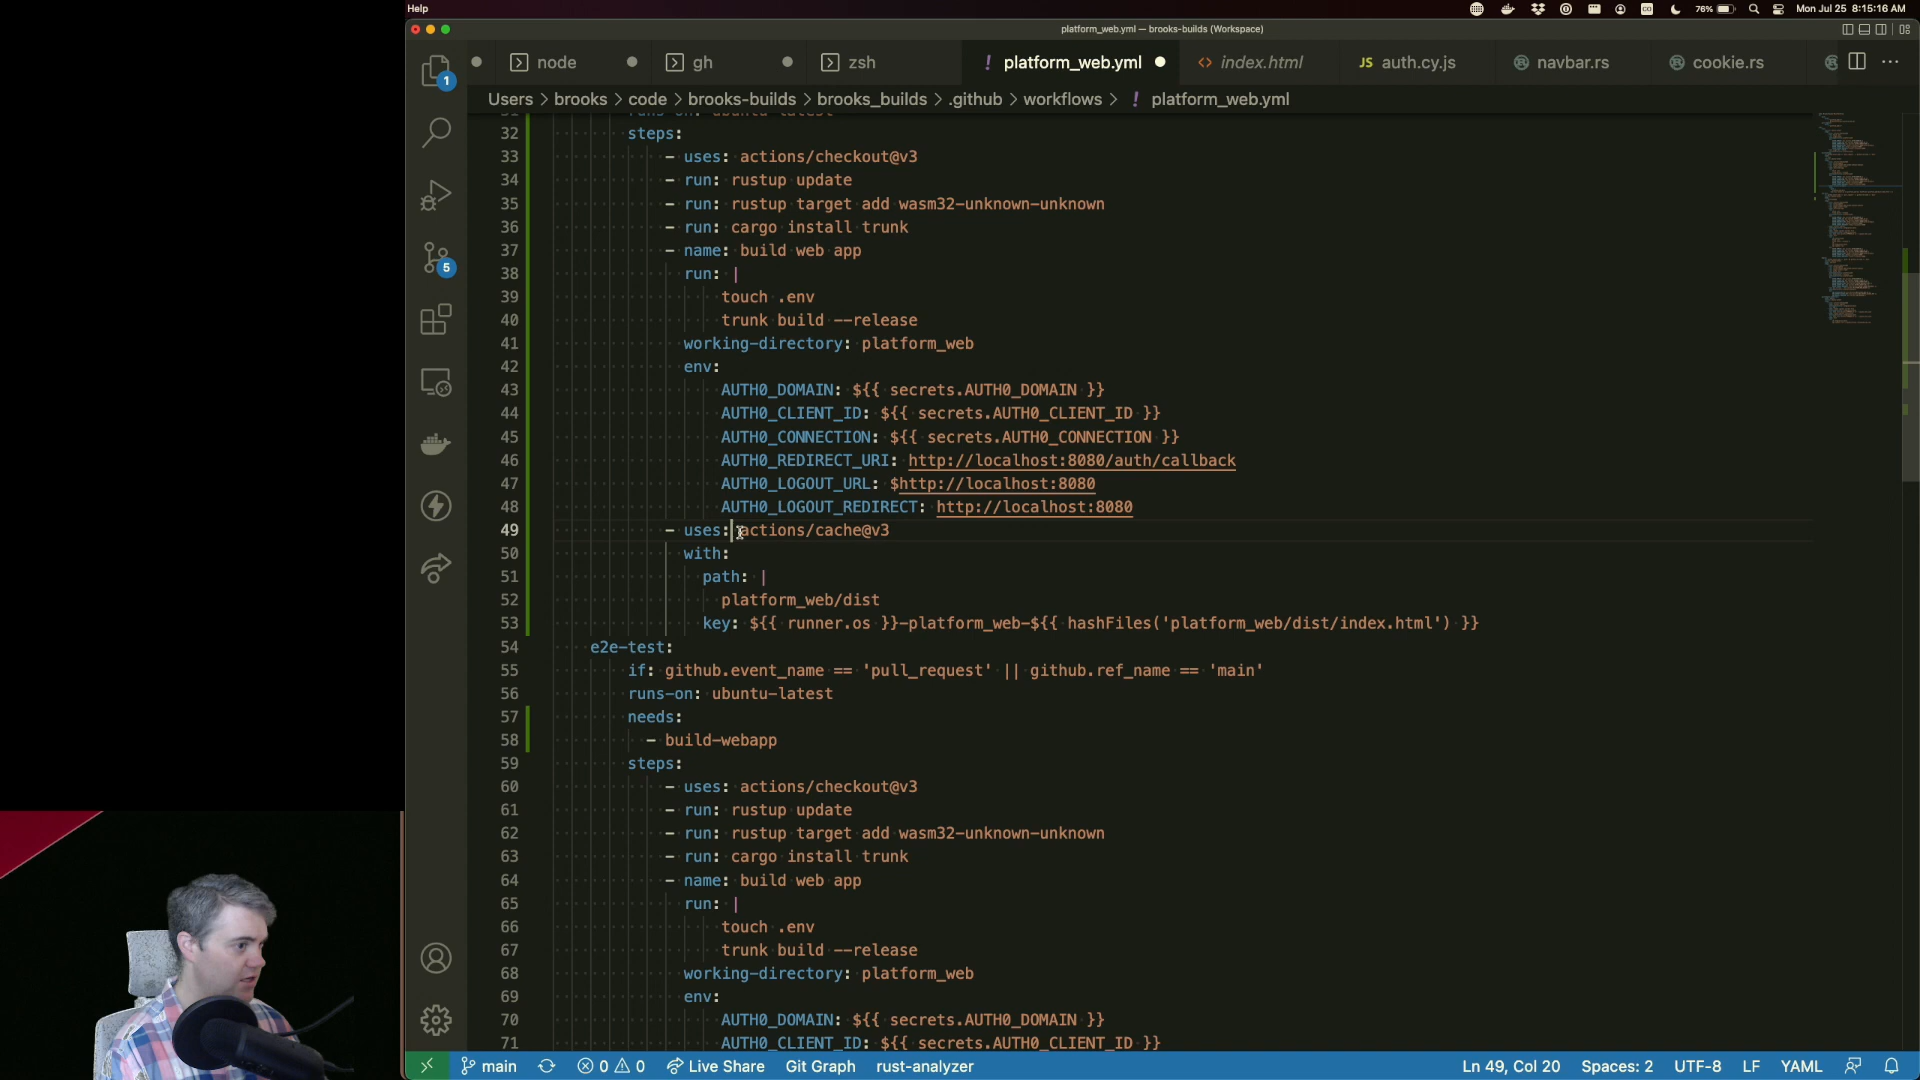 Help
76%
Mon Jul 25 8:15:16 AM
platform_web.yml — brooks-builds (Workspace)
node
gh
zsh
! platform_web.yml
<> index.html
JS auth.cy.js
navbar.rs
cookie.rs
Users > brooks > code > brooks-builds > brooks_builds > .github > workflows > ! platform_web.yml
1
5
31 runs-on: ubuntu-latest
32 steps:
33 - uses: actions/checkout@v3
34 - run: rustup update
35 - run: rustup target add wasm32-unknown-unknown
36 - run: cargo install trunk
37 - name: build web app
38 run: |
39 touch .env
40 trunk build --release
41 working-directory: platform_web
42 env:
43 AUTH0_DOMAIN: ${{ secrets.AUTH0_DOMAIN }}
44 AUTH0_CLIENT_ID: ${{ secrets.AUTH0_CLIENT_ID }}
45 AUTH0_CONNECTION: ${{ secrets.AUTH0_CONNECTION }}
46 AUTH0_REDIRECT_URI: http://localhost:8080/auth/callback
47 AUTH0_LOGOUT_URL: $http://localhost:8080
48 AUTH0_LOGOUT_REDIRECT: http://localhost:8080
49 - uses: actions/cache@v3
50 with:
51 path: |
52 platform_web/dist
53 key: ${{ runner.os }}-platform_web-${{ hashFiles('platform_web/dist/index.html') }}
54 e2e-test:
55 if: github.event_name == 'pull_request' || github.ref_name == 'main'
56 runs-on: ubuntu-latest
57 needs:
58 - build-webapp
59 steps:
60 - uses: actions/checkout@v3
61 - run: rustup update
62 - run: rustup target add wasm32-unknown-unknown
63 - run: cargo install trunk
64 - name: build web app
65 run: |
66 touch .env
67 trunk build --release
68 working-directory: platform_web
69 env:
70 AUTH0_DOMAIN: ${{ secrets.AUTH0_DOMAIN }}
71 AUTH0_CLIENT_ID: ${{ secrets.AUTH0_CLIENT_ID }}
main 0 0 Live Share Git Graph rust-analyzer Ln 49, Col 20 Spaces: 2 UTF-8 LF YAML